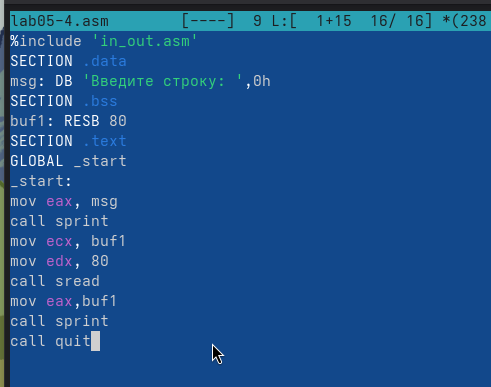 lab05-4.asm [----] 9 L:[ 1+15 16/ 16] *(238
%include 'in_out.asm'
SECTION .data
msg: DB 'Введите строку: ',0h
SECTION .bss
buf1: RESB 80
SECTION .text
GLOBAL _start
_start:
mov eax, msg
call sprint
mov ecx, buf1
mov edx, 80
call sread
mov eax,buf1
call sprint
call quit